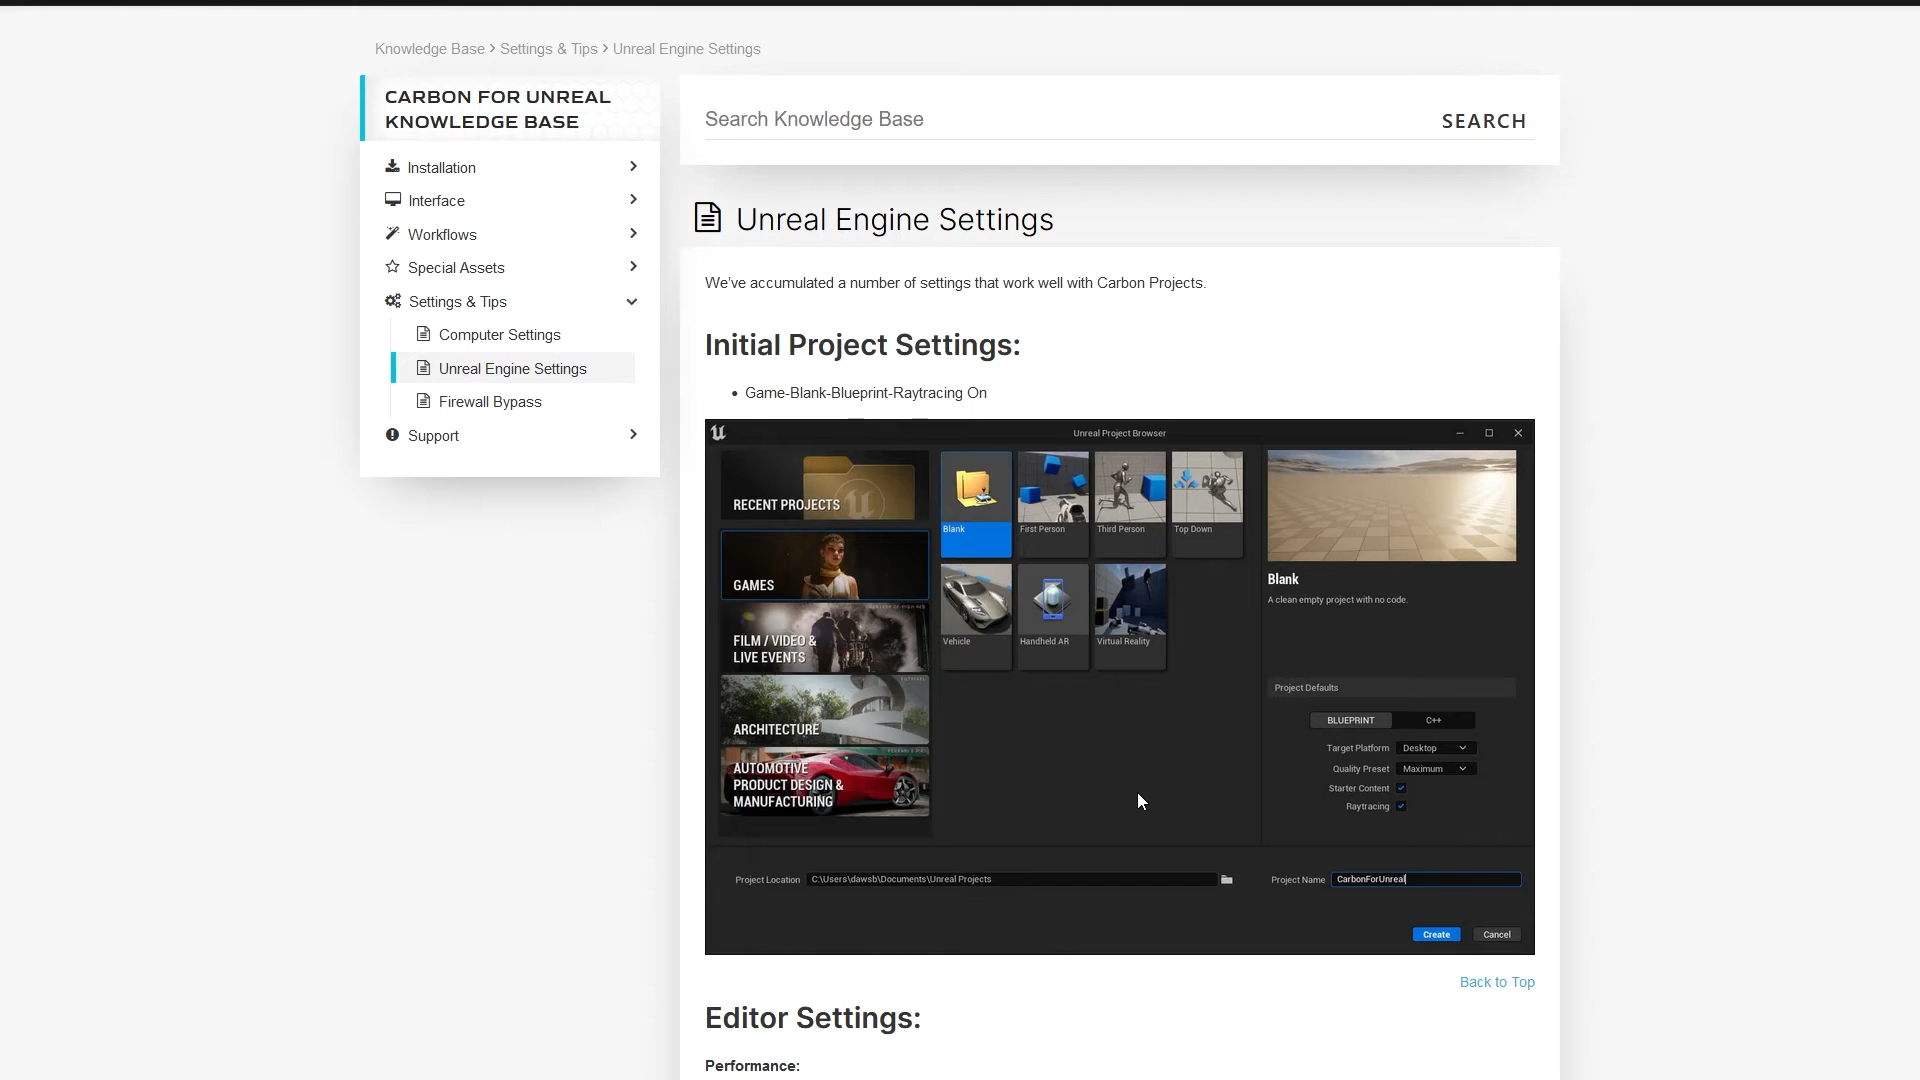 Knowledge Base > Settings & Tips > Unreal Engine Settings
CARBON FOR UNREAL
KNOWLEDGE BASE
Installation
Interface
Workflows
Special Assets
Settings & Tips
Computer Settings
Unreal Engine Settings
Firewall Bypass
Support
Search Knowledge Base
SEARCH
Unreal Engine Settings
We've accumulated a number of settings that work well with Carbon Projects.
Initial Project Settings:
• Game-Blank-Blueprint-Raytracing On
Unreal Project Browser
RECENT PROJECTS
GAMES
FILM / VIDEO &
LIVE EVENTS
ARCHITECTURE
AUTOMOTIVE
PRODUCT DESIGN &
MANUFACTURING
Blank
First Person
Third Person
Top Down
Vehicle
Handheld AR
Virtual Reality
Blank
A clean empty project with no code.
Project Defaults
BLUEPRINT
C++
Target Platform
Desktop
Quality Preset
Maximum
Starter Content
Raytracing
Project Location
C:\Users\dawsb\Documents\Unreal Projects
Project Name
CarbonForUnreal
Create
Cancel
Back to Top
Editor Settings:
Performance: